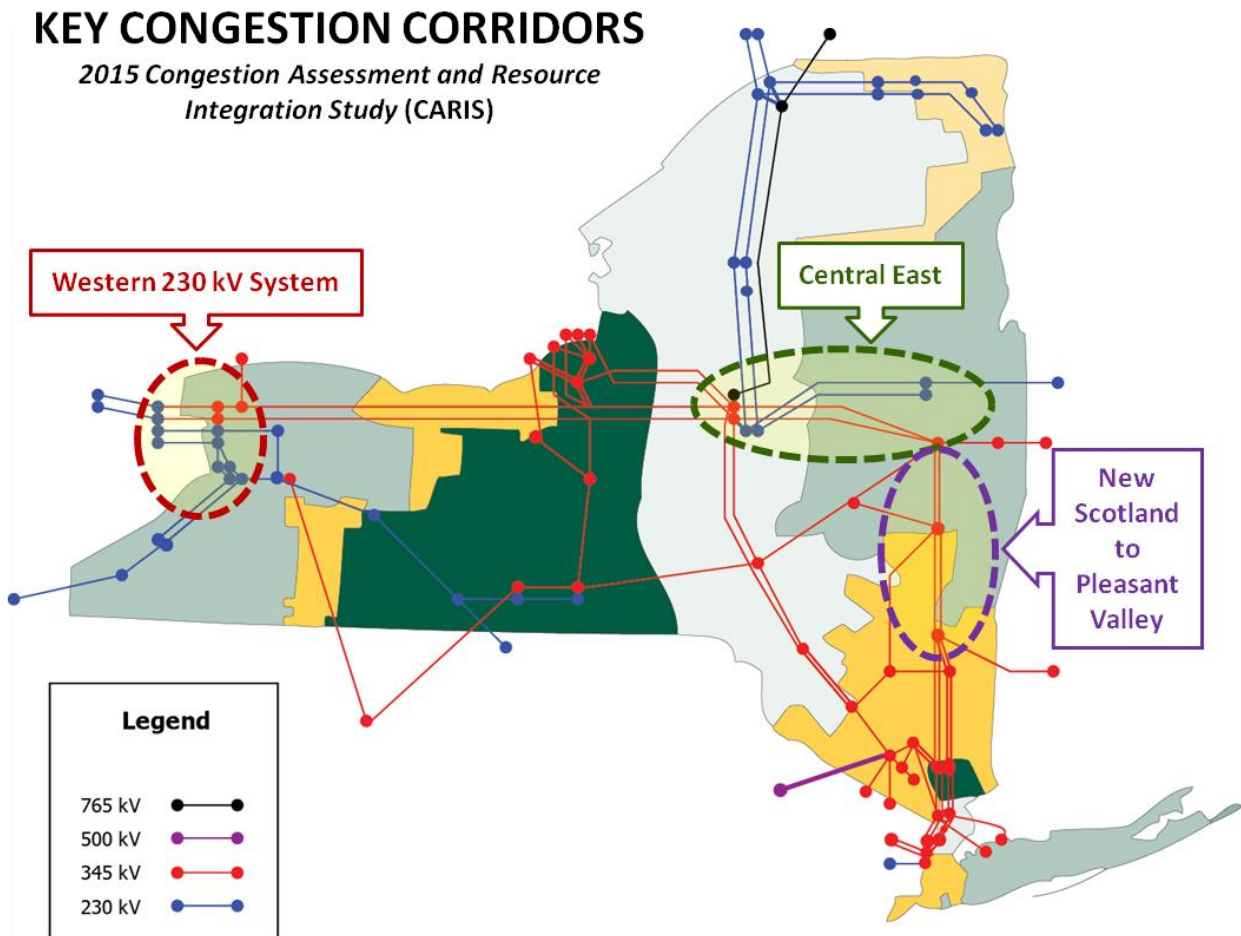 KEY CONGESTION CORRIDORS
2015 Congestion Assessment and Resource
Integration Study (CARIS)
Western 230 kV System
Central East
New
Scotland
to
Pleasant
Valley
Legend
765 kV
500 kV
345 kV
230 kV